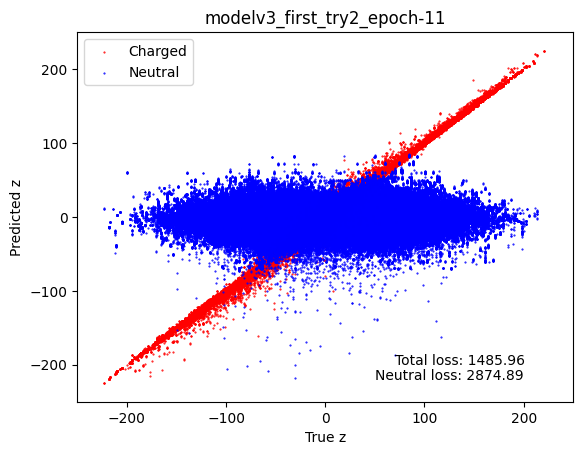 modelv3_first_try2_epoch-11
Charged
Neutral
200
100
0
−100
−200
Predicted z
−200
−100
0
100
200
True z
Total loss: 1485.96
Neutral loss: 2874.89